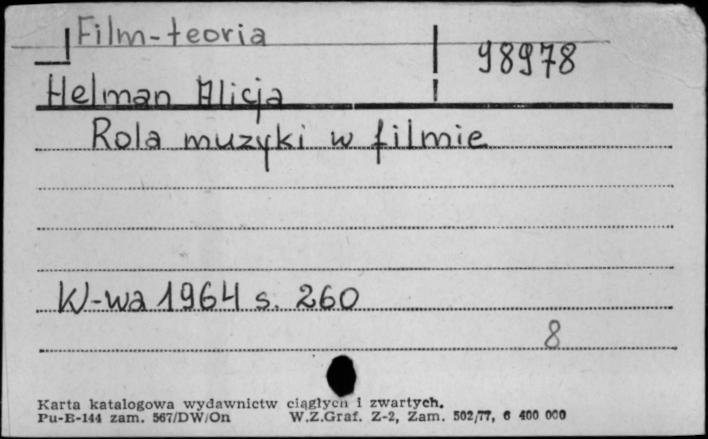 Film-teoria
98978
Helman Alicja
Rola muzyki w filmie
W-wa 1964 s. 260
8
Karta katalogowa wydawnictw ciągłych i zwartych.
Pu-E-144 zam. 567/DW/On W.Z.Graf. Z-2, Zam. 502/77, 6 400 000